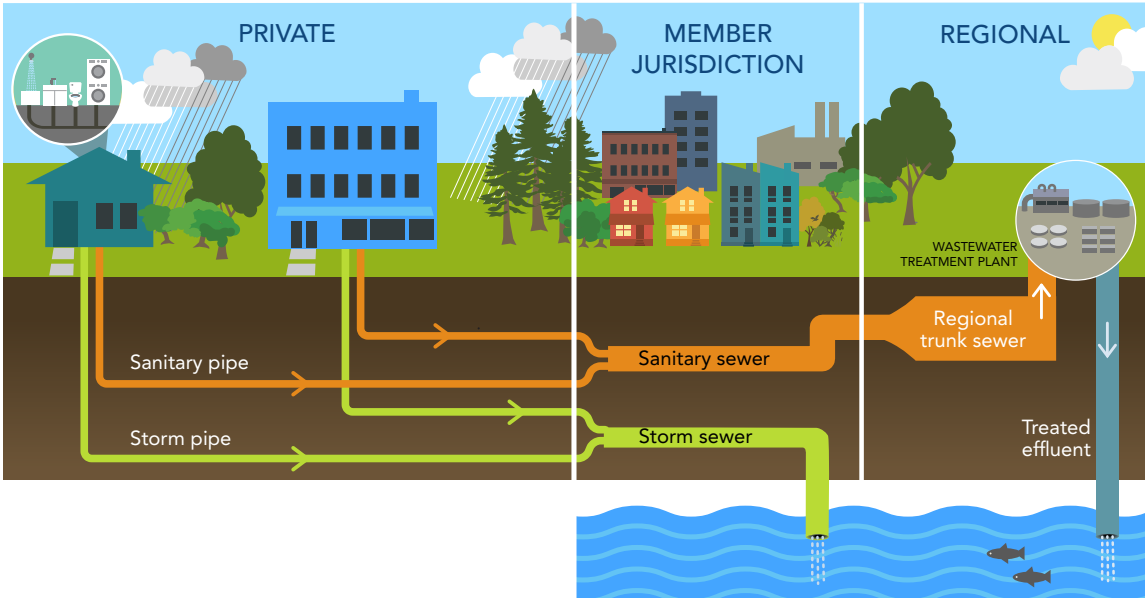 PRIVATE
MEMBER
JURISDICTION
REGIONAL
WASTEWATER
TREATMENT PLANT
Regional
trunk sewer
Sanitary sewer
Sanitary pipe
Storm pipe
Storm sewer
Treated
effluent